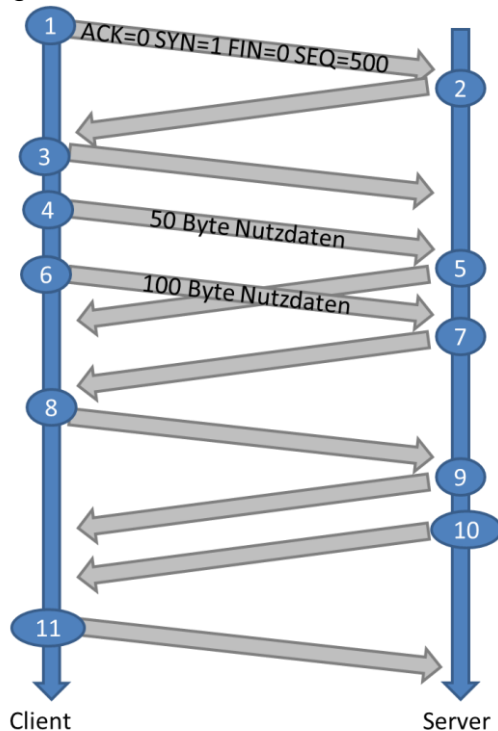 1
ACK=0 SYN=1 FIN=0 SEQ=500
2
3
4
50 Byte Nutzdaten
5
6
100 Byte Nutzdaten
7
8
9
10
11
Client
Server